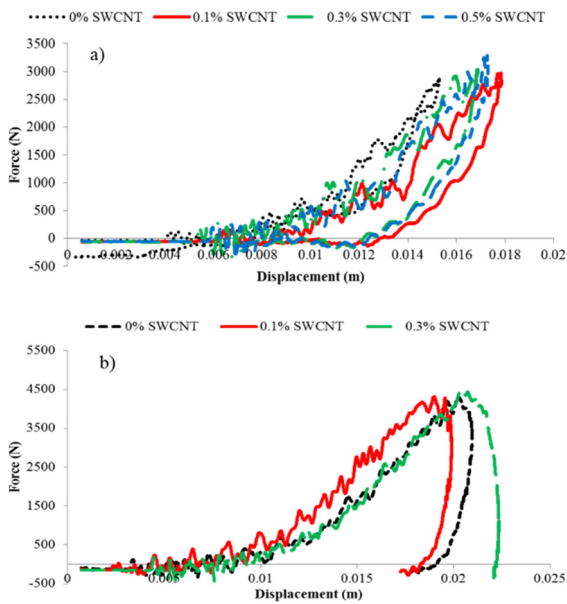 0% SWCNT 0.1% SWCNT 0.3% SWCNT 0.5% SWCNT
a)
3500
3000
2500
2000
1500
1000
500
0
-500
Force (N)
0 0.002 0.004 0.006 0.008 0.01 0.012 0.014 0.016 0.018 0.02
Displacement (m)
0% SWCNT 0.1% SWCNT 0.3% SWCNT
b)
5500
4500
3500
2500
1500
500
-500
Force (N)
0 0.005 0.01 0.015 0.02 0.025
Displacement (m)